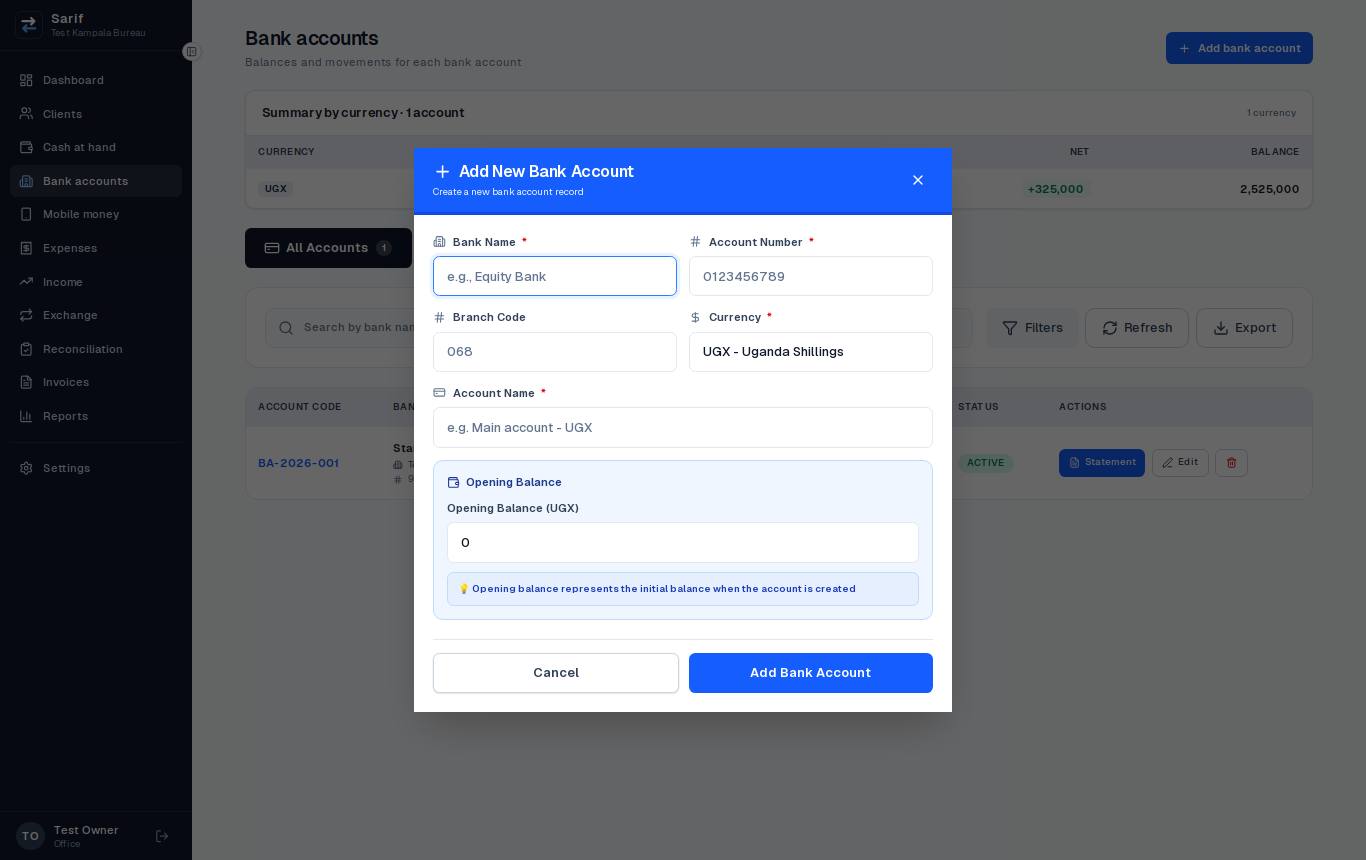 Sarif
Test Kampala Bureau
Dashboard
Clients
Cash at hand
Bank accounts
Mobile money
Expenses
Income
Exchange
Reconciliation
Invoices
Reports
Settings
TO
Test Owner
Office
Bank accounts
Balances and movements for each bank account
Add bank account
Summary by currency · 1 account
1 currency
CURRENCY NET BALANCE
UGX +325,000 2,525,000
All Accounts 1
Search by bank nam
Filters
Refresh
Export
ACCOUNT CODE BAN STATUS ACTIONS
BA-2026-001 Sta ACTIVE Statement Edit
Add New Bank Account
Create a new bank account record
Bank Name *
e.g., Equity Bank
Account Number *
0123456789
Branch Code
068
Currency *
UGX - Uganda Shillings
Account Name *
e.g. Main account - UGX
Opening Balance
Opening Balance (UGX)
0
💡 Opening balance represents the initial balance when the account is created
Cancel
Add Bank Account